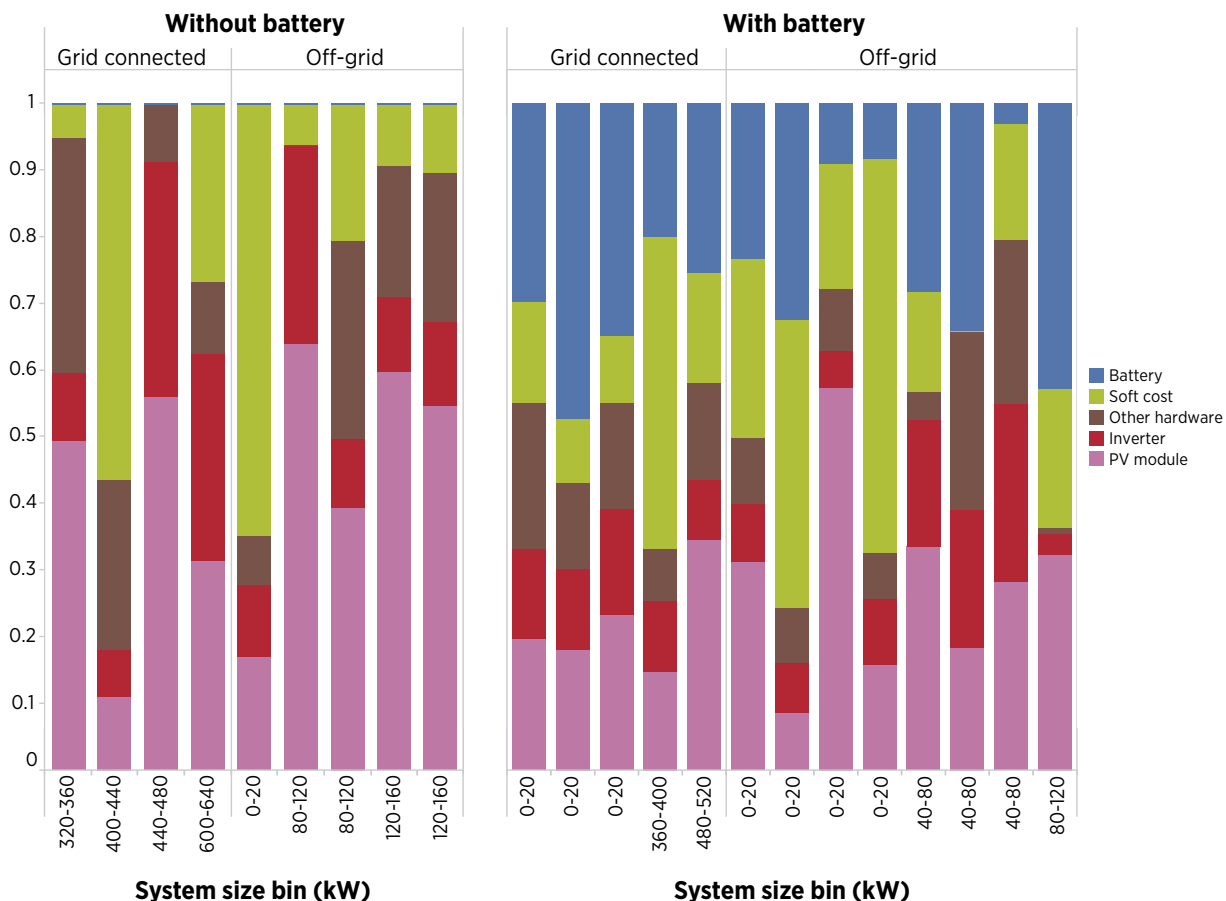 Without battery
With battery
Grid connected
Off-grid
Grid connected
Off-grid
1
0.9
0.8
0.7
0.6
0.5
0.4
0.3
0.2
0.1
0
Battery
Soft cost
Other hardware
Inverter
PV module
320-360
400-440
440-480
600-640
0-20
80-120
80-120
120-160
120-160
0-20
0-20
0-20
360-400
480-520
0-20
0-20
0-20
0-20
40-80
40-80
40-80
80-120
System size bin (kW)
System size bin (kW)